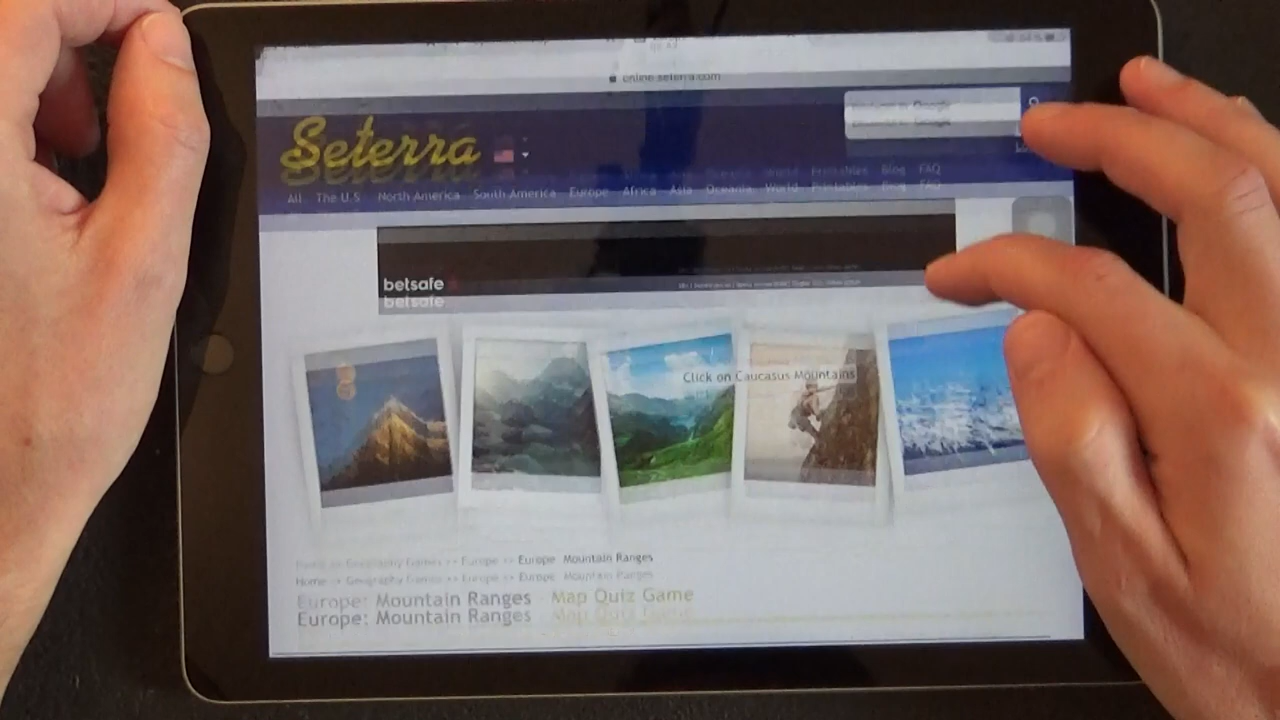 online.seterra.com
Seterra
All The U.S North America South America Europe Africa Asia Oceania World Printables Blog FAQ
betsafe
Click on Caucasus Mountains
Home -> Geography Games -> Europe -> Europe Mountain Ranges
Europe: Mountain Ranges - Map Quiz Game